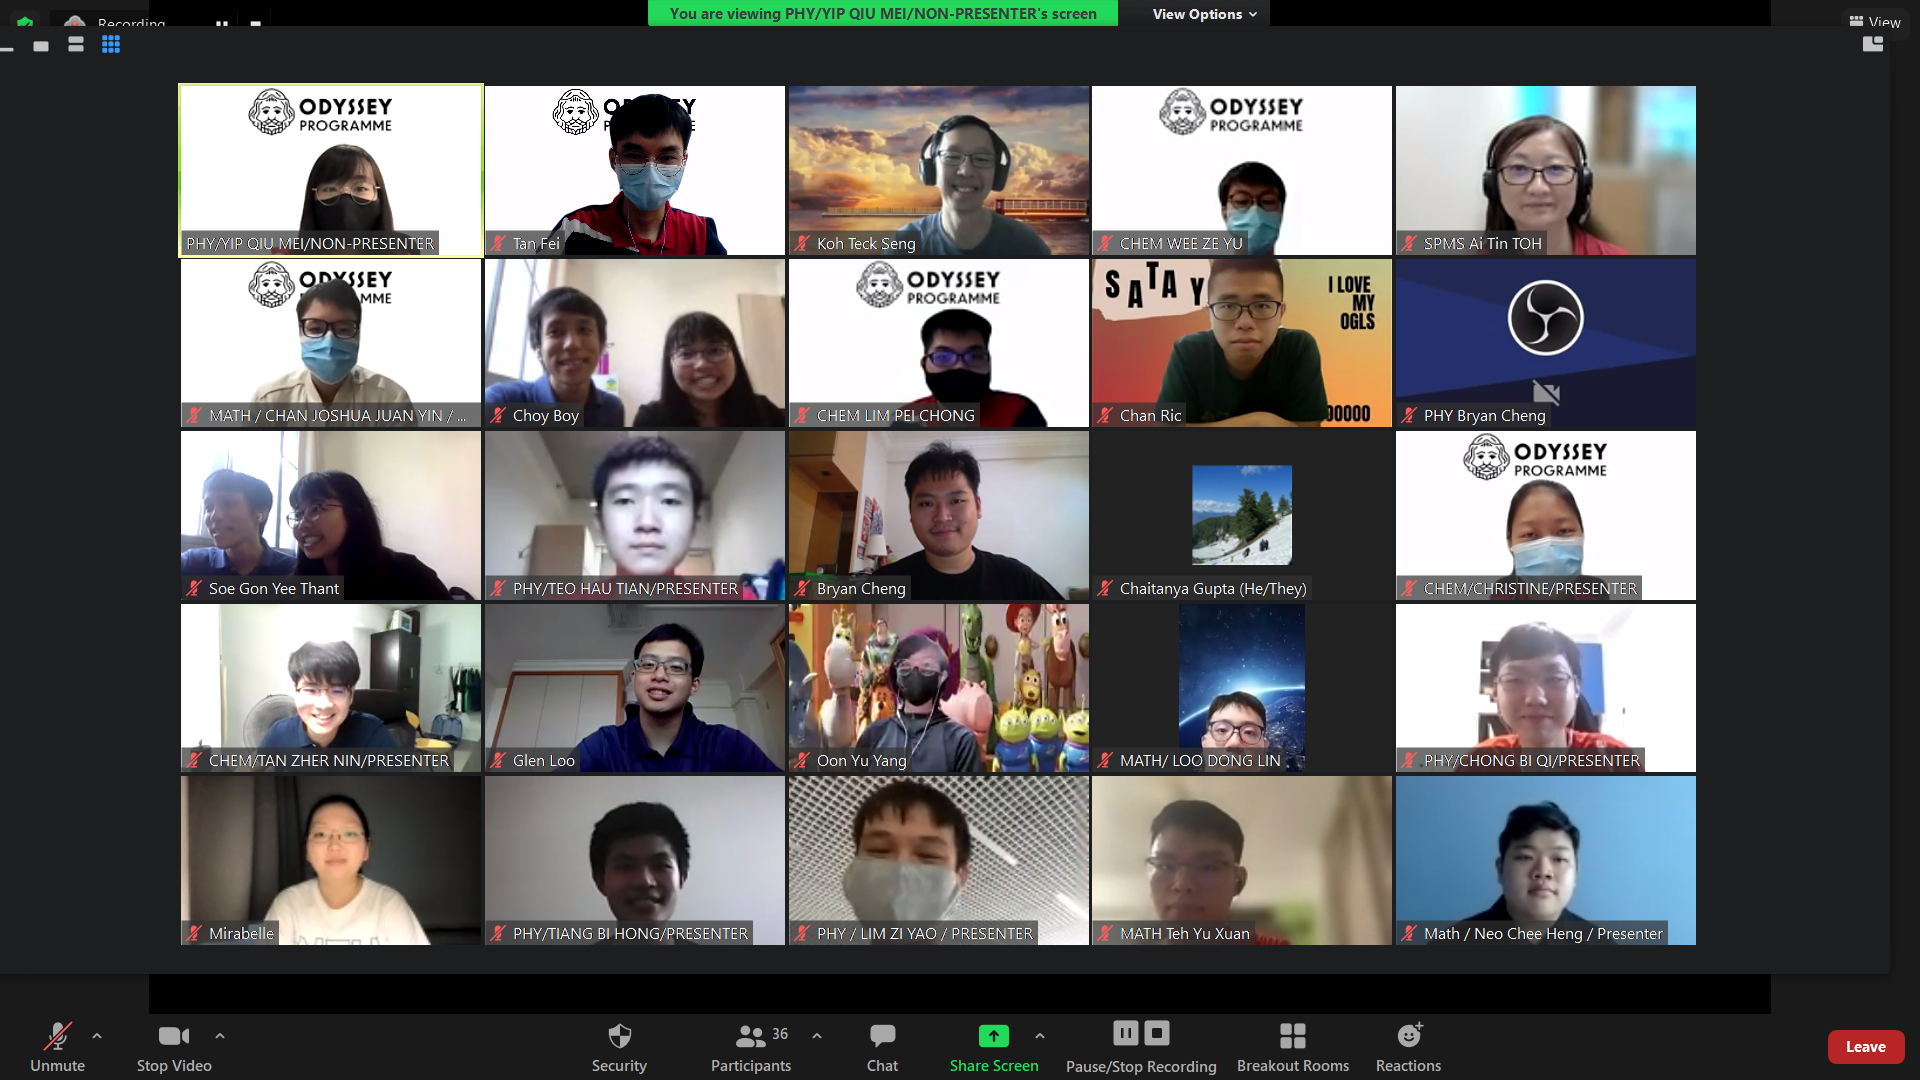 Recording
You are viewing PHY/YIP QIU MEI/NON-PRESENTER's screen
View Options
View
ODYSSEY
PROGRAMME
PHY/YIP QIU MEI/NON-PRESENTER
Tan Fei
Koh Teck Seng
ODYSSEY
PROGRAMME
CHEM WEE ZE YU
SPMS Ai Tin TOH
ODYSSEY
PROGRAMME
MATH / CHAN JOSHUA JUAN YIN / ...
Choy Boy
ODYSSEY
PROGRAMME
CHEM LIM PEI CHONG
SATAY
I LOVE
MY
OGLS
Chan Ric
PHY Bryan Cheng
Soe Gon Yee Thant
PHY/TEO HAU TIAN/PRESENTER
Bryan Cheng
Chaitanya Gupta (He/They)
ODYSSEY
PROGRAMME
CHEM/CHRISTINE/PRESENTER
CHEM/TAN ZHER NIN/PRESENTER
Glen Loo
Oon Yu Yang
MATH/ LOO DONG LIN
PHY/CHONG BI QI/PRESENTER
Mirabelle
PHY/TIANG BI HONG/PRESENTER
PHY / LIM ZI YAO / PRESENTER
MATH Teh Yu Xuan
Math / Neo Chee Heng / Presenter
Unmute
Stop Video
Security
36
Participants
Chat
Share Screen
Pause/Stop Recording
Breakout Rooms
Reactions
Leave